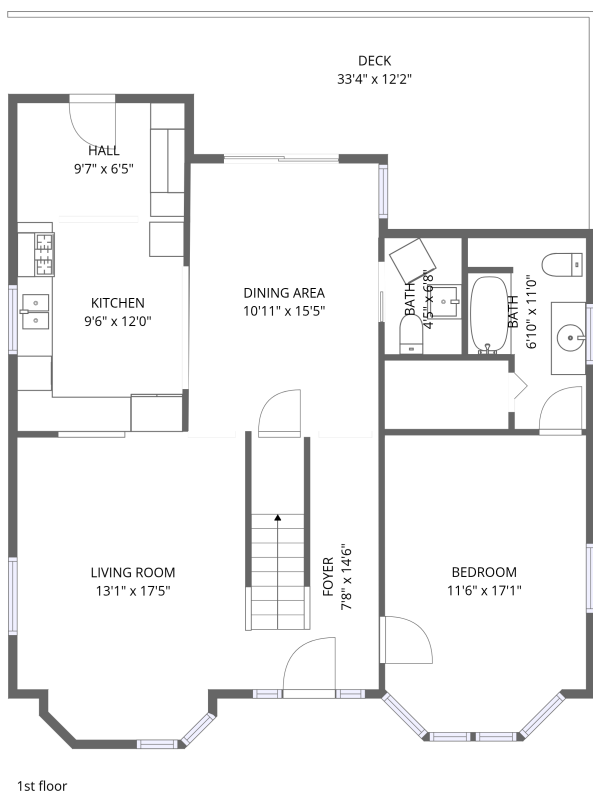 DECK
33'4" x 12'2"
HALL
9'7" x 6'5"
KITCHEN
9'6" x 12'0"
DINING AREA
10'11" x 15'5"
BATH
4'5" x 6'8"
BATH
6'10" x 11'0"
LIVING ROOM
13'1" x 17'5"
FOYER
7'8" x 14'6"
BEDROOM
11'6" x 17'1"
1st floor